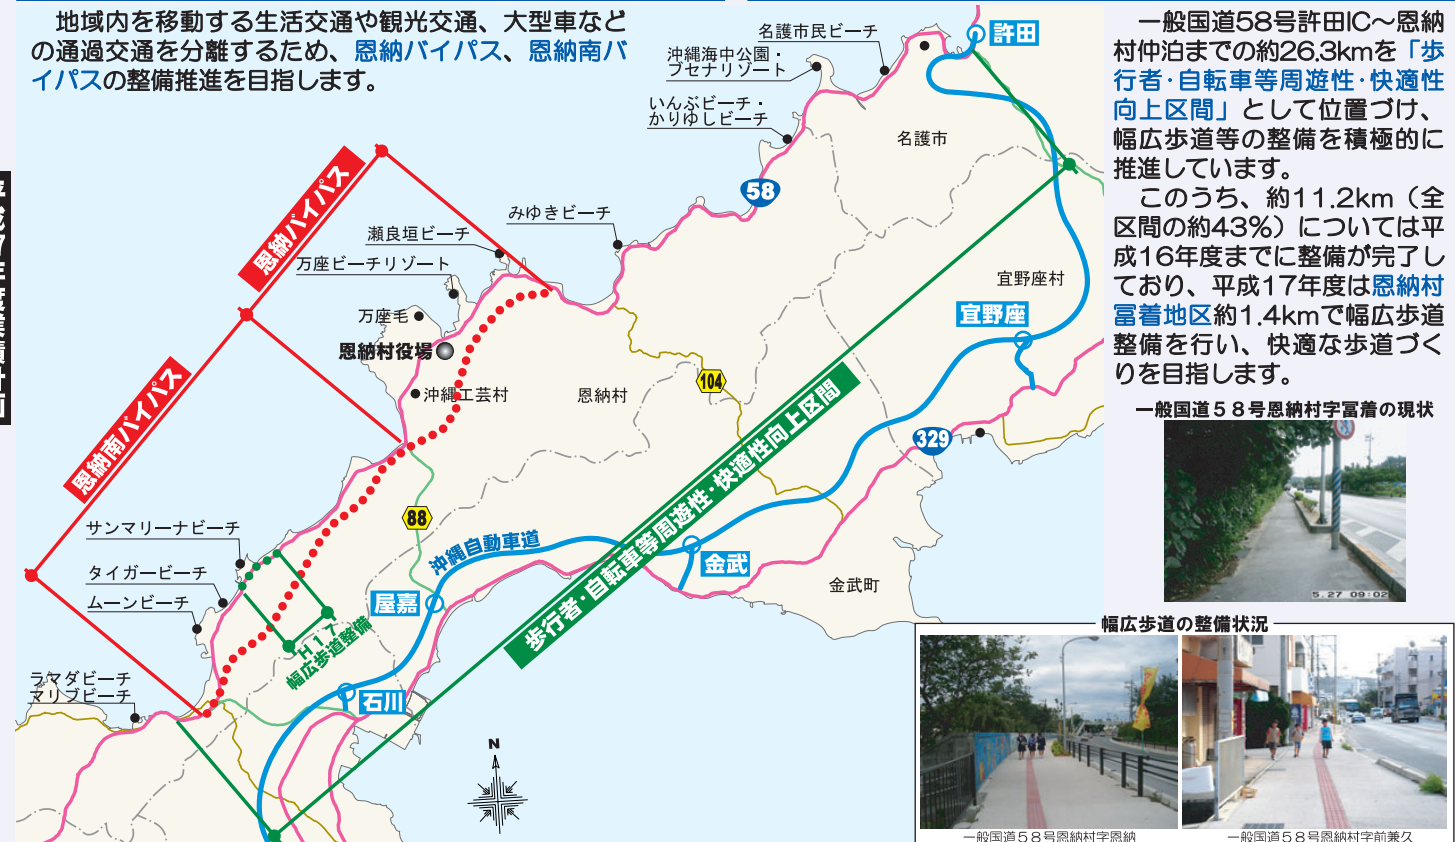 地域内を移動する生活交通や観光交通、大型車など
の通過交通を分離するため、恩納バイパス、恩納南バ
イパスの整備推進を目指します。
名護市民ビーチ
沖縄海中公園・
ブセナリゾート
いんぶビーチ・
かりゆしビーチ
許田
名護市
58
みゆきビーチ
瀬良垣ビーチ
万座ビーチリゾート
万座毛
恩納村役場
沖縄工芸村
恩納村
恩納バイパス
恩納南バイパス
宜野座村
宜野座
104
329
88
歩行者・自転車等周遊性・快適性向上区間
沖縄自動車道
サンマリーナビーチ
タイガービーチ
ムーンビーチ
屋嘉
金武
金武町
H17
幅広歩道整備
ラマダビーチ
マリブビーチ
石川
N
一般国道58号許田IC～恩納
村仲泊までの約26.3kmを「歩
行者・自転車等周遊性・快適性
向上区間」として位置づけ、
幅広歩道等の整備を積極的に
推進しています。
このうち、約11.2km（全
区間の約43%）については平
成16年度までに整備が完了し
ており、平成17年度は恩納村
冨着地区約1.4kmで幅広歩道
整備を行い、快適な歩道づく
りを目指します。
一般国道５８号恩納村字冨着の現状
5.27 09:02
幅広歩道の整備状況
一般国道５８号恩納村字恩納
一般国道５８号恩納村字前兼久